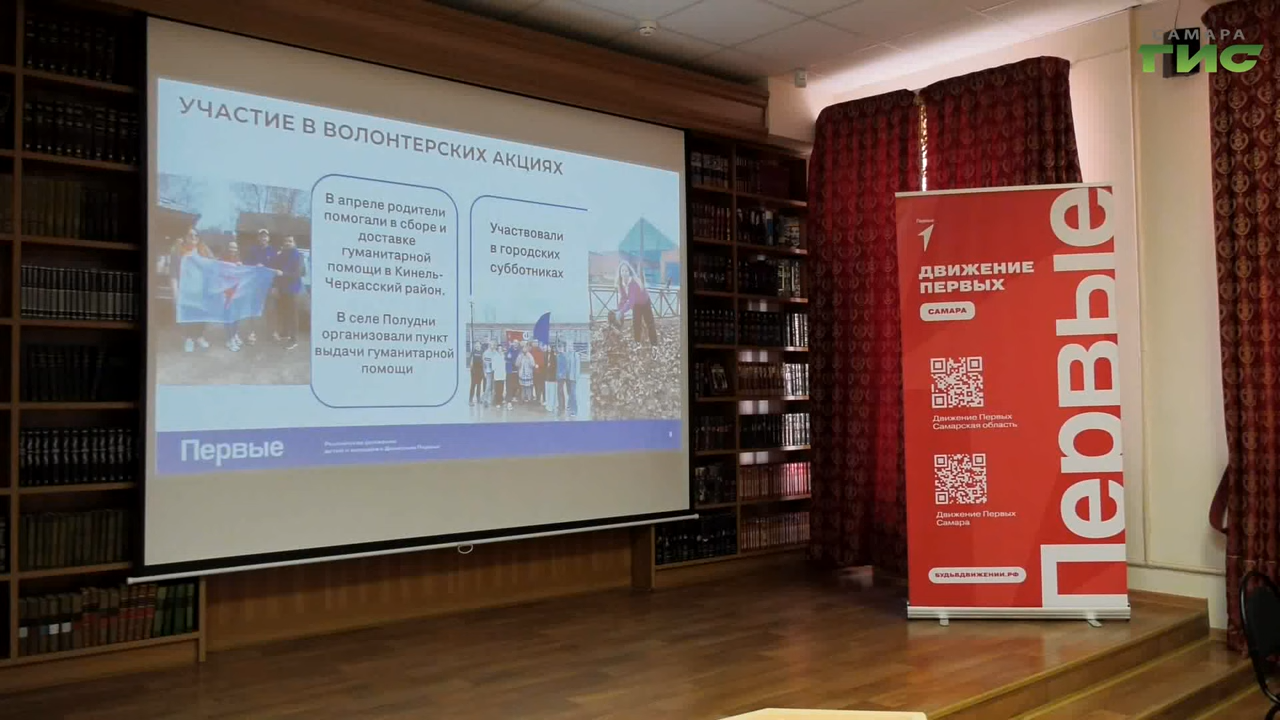 САМАРА
ГИС
УЧАСТИЕ В ВОЛОНТЕРСКИХ АКЦИЯХ
В апреле родители
помогали в сборе и
доставке
гуманитарной
помощи в Кинель-
Черкасский район.
В селе Полудни
организовали пункт
выдачи гуманитарной
помощи
Участвовали
в городских
субботниках
Первые
Первые
ДВИЖЕНИЕ
ПЕРВЫХ
САМАРА
Движение Первых
Самарская область
Движение Первых
Самара
БУДЬВДВИЖЕНИИ.РФ
Первые